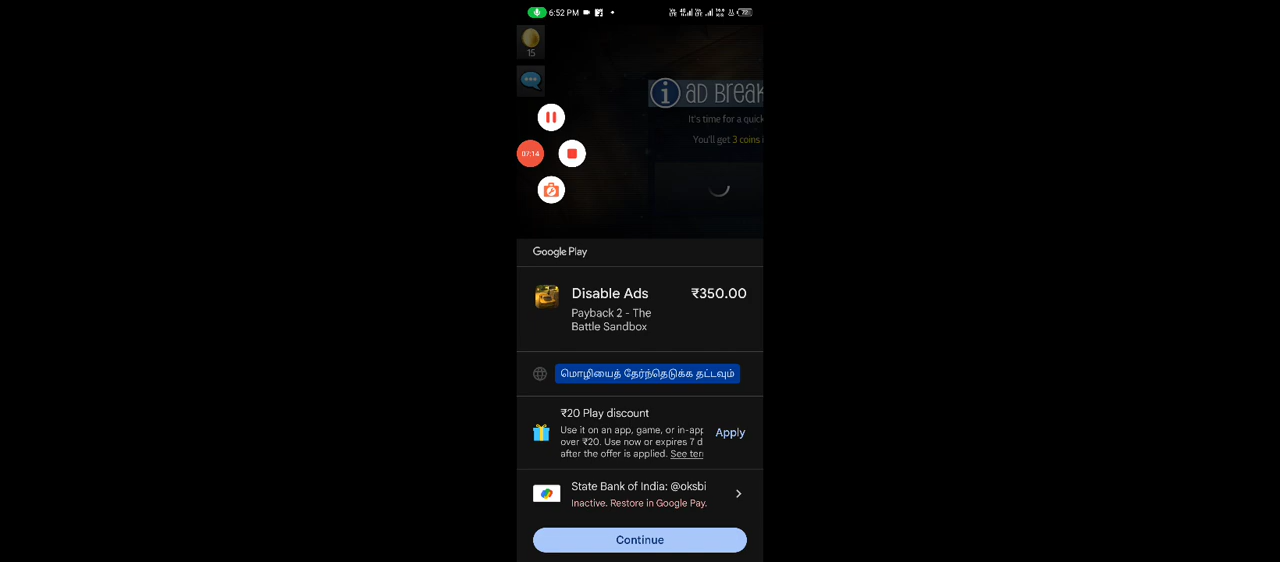 6:52 PM
15
AD BREAK
It's time for a quick
You'll get 3 coins i
07:14
Google Play
Disable Ads
₹350.00
Payback 2 - The
Battle Sandbox
மொழியைத் தேர்ந்தெடுக்க தட்டவும்
₹20 Play discount
Use it on an app, game, or in-app
over ₹20. Use now or expires 7 d
after the offer is applied. See ter
Apply
State Bank of India: @oksbi
Inactive. Restore in Google Pay.
Continue